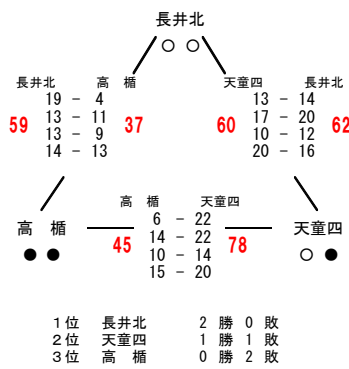 長井北
○ ○
長井北 高 楯
59 37
19 - 4
13 - 11
13 - 9
14 - 13
天童四 長井北
60 62
13 - 14
17 - 20
10 - 12
20 - 16
高 楯
● ●
高 楯 天童四
45 78
6 - 22
14 - 22
10 - 14
15 - 20
天童四
○ ●
1位 長井北 2 勝 0 敗
2位 天童四 1 勝 1 敗
3位 高 楯 0 勝 2 敗